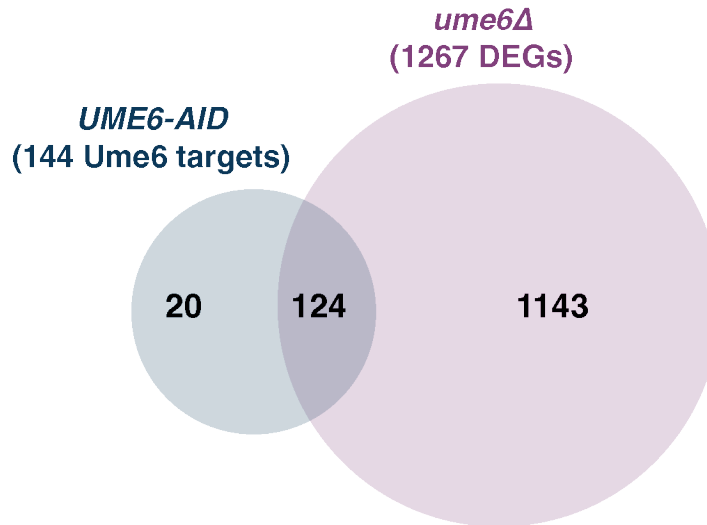 ume6Δ
(1267 DEGs)
UME6-AID
(144 Ume6 targets)
20
124
1143